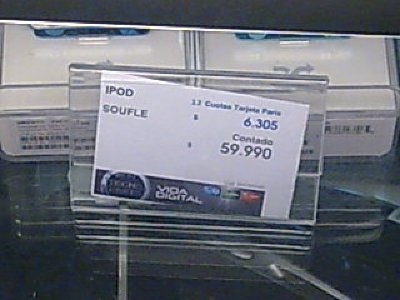 IPOD
SOUFLE
12 Cuotas Tarjeta Paris
$ 6.305
Contado
$ 59.990
VIDA
DIGITAL